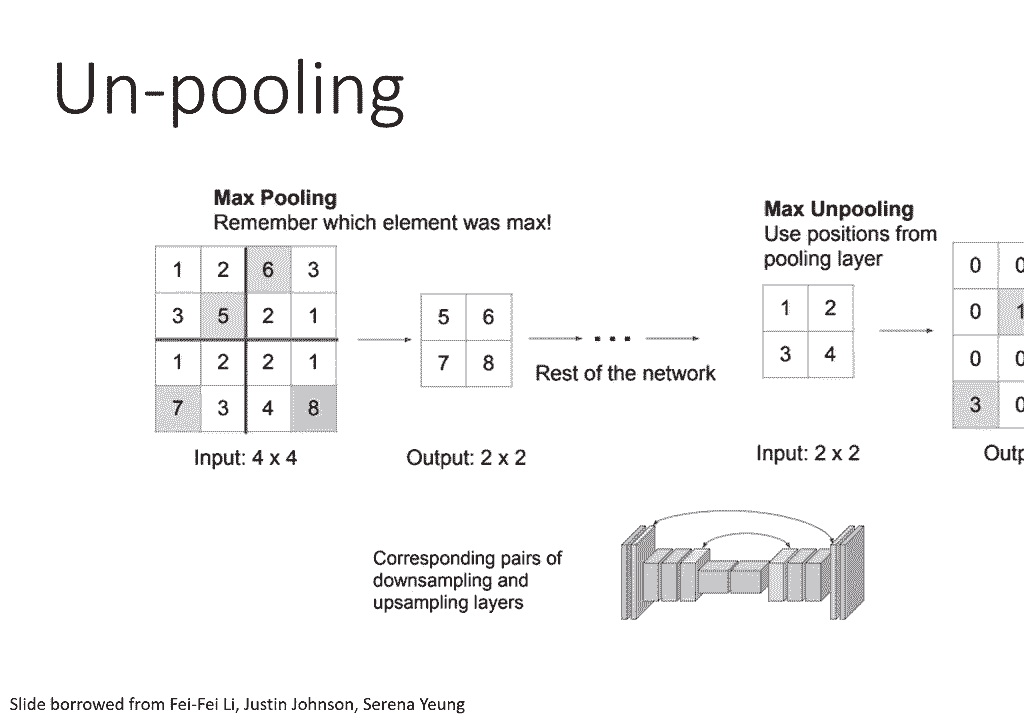 Un-pooling
Max Pooling
Remember which element was max!
1 2 6 3
3 5 2 1
1 2 2 1
7 3 4 8
Input: 4 x 4
5 6
7 8
Output: 2 x 2
...
Rest of the network
Max Unpooling
Use positions from
pooling layer
1 2
3 4
Input: 2 x 2
0 0
0 1
0 0
3 0
Outp
Corresponding pairs of
downsampling and
upsampling layers
Slide borrowed from Fei-Fei Li, Justin Johnson, Serena Yeung